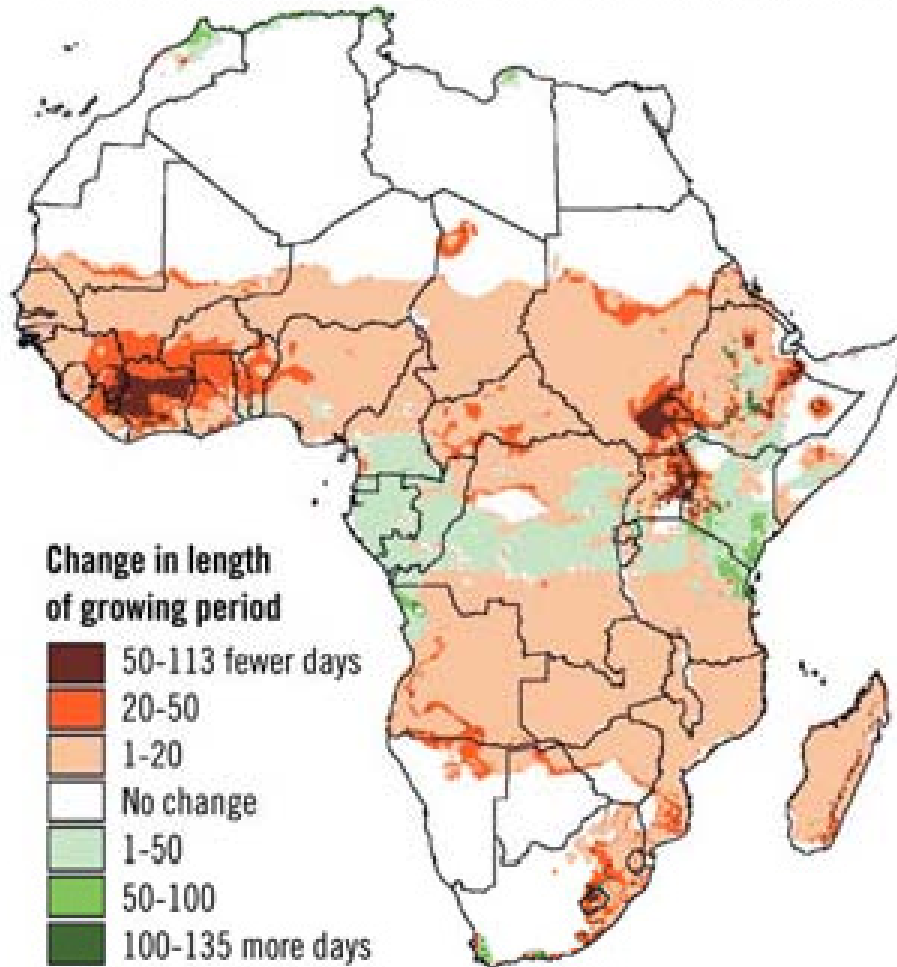 Change in length
of growing period
50-113 fewer days
20-50
1-20
No change
1-50
50-100
100-135 more days